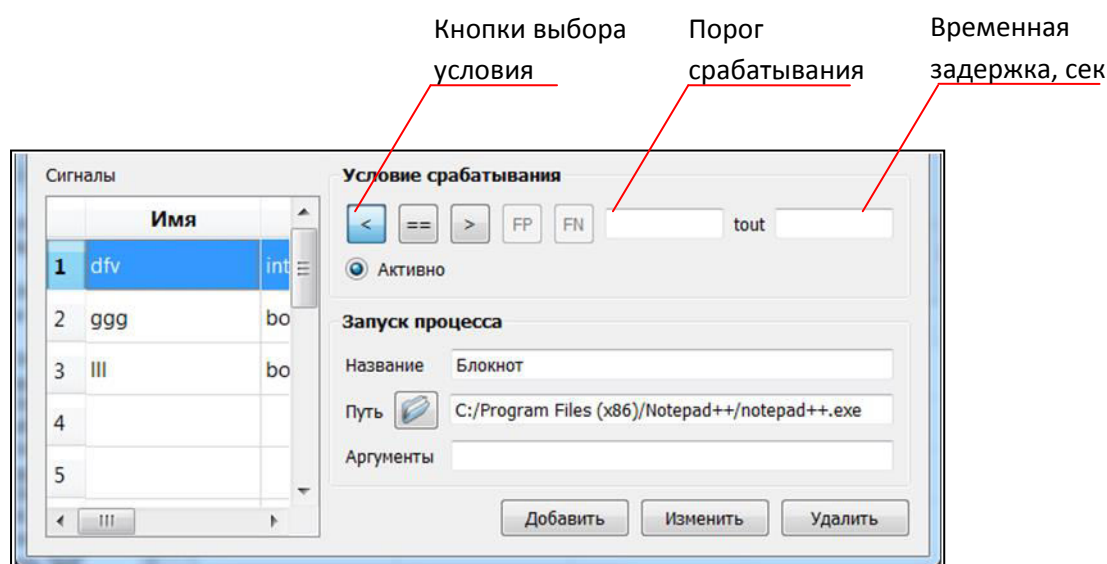 Кнопки выбора
условия
Порог
срабатывания
Временная
задержка, сек
Сигналы
Имя
1 dfv int
2 ggg bo
3 lll bo
4
5
Условие срабатывания
< == > FP FN tout
Активно
Запуск процесса
Название Блокнот
Путь C:/Program Files (x86)/Notepad++/notepad++.exe
Аргументы
Добавить Изменить Удалить